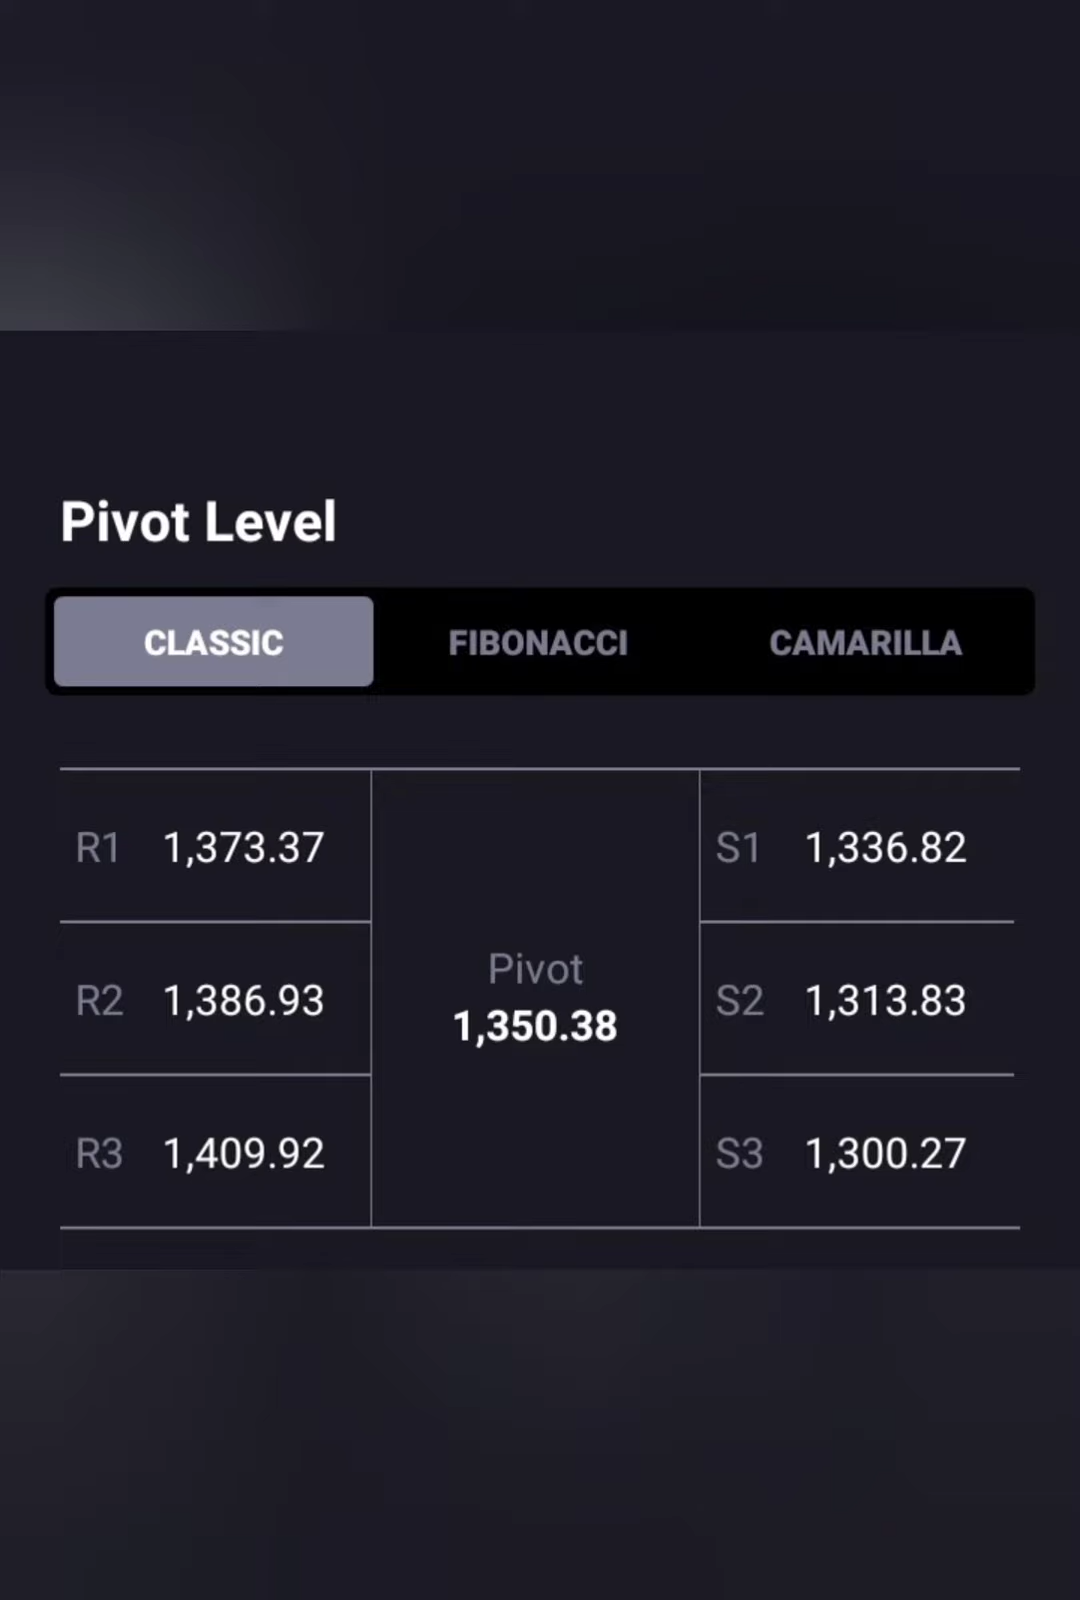 Pivot Level
CLASSIC FIBONACCI CAMARILLA
R1 1,373.37
R2 1,386.93
R3 1,409.92
Pivot
1,350.38
S1 1,336.82
S2 1,313.83
S3 1,300.27